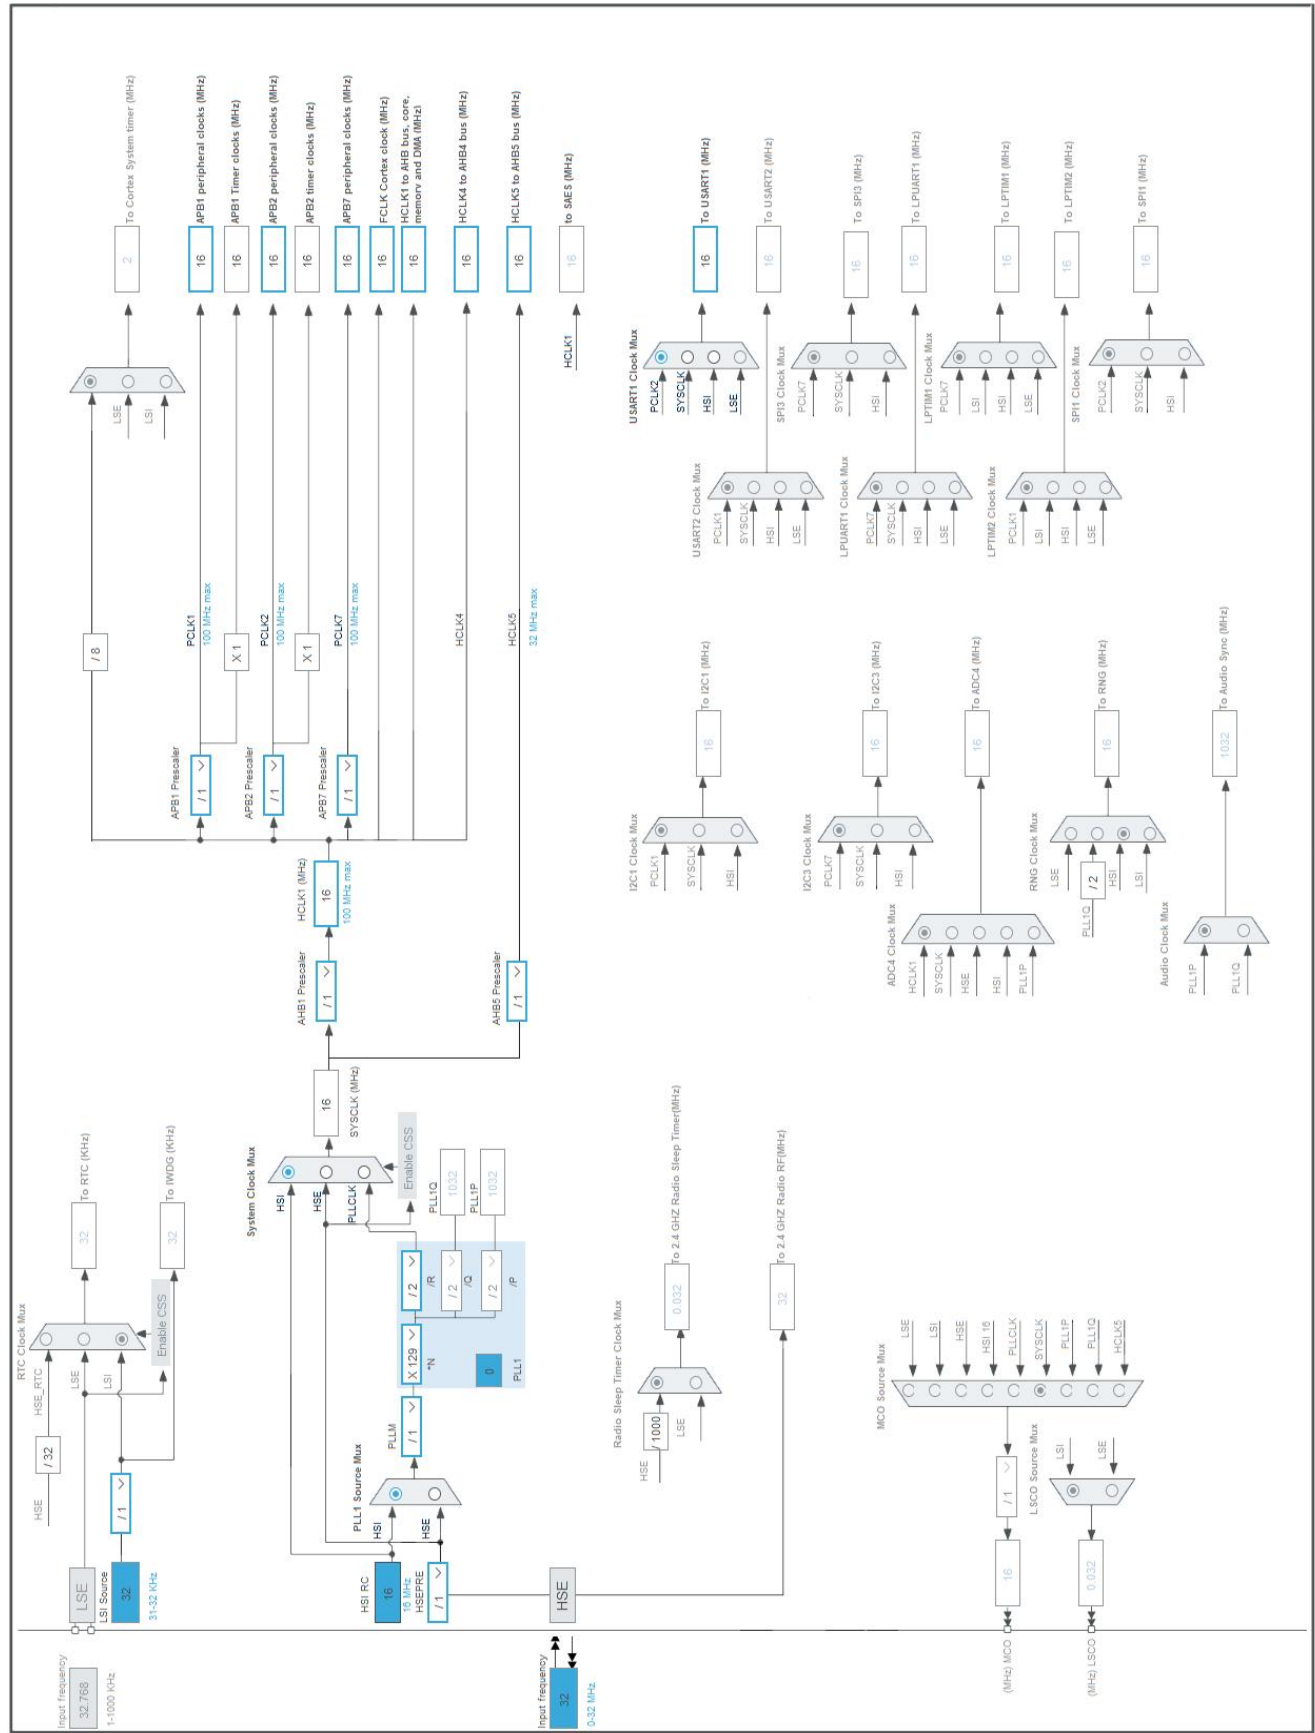 Input frequency
32.768
1-1000 KHz
LSE
LSI Source
32
31-32 KHz
HSE
/ 32
HSE_RTC
/ 1
LSE
LSI
RTC Clock Mux
Enable CSS
32
To RTC (KHz)
32
To IWDG (KHz)
HSI RC
16
16 MHz
HSEPRE
/ 1
HSI
HSE
PLL1 Source Mux
PLLM
/ 1
X 129
*N
0
PLL1
/ 2
/R
/ 2
/Q
/ 2
/P
PLL1Q
1032
PLL1P
1032
System Clock Mux
HSI
HSE
PLLCLK
Enable CSS
16
SYSCLK (MHz)
AHB1 Prescaler
/ 1
AHB5 Prescaler
/ 1
HCLK1 (MHz)
16
100 MHz max
APB1 Prescaler
/ 1
APB2 Prescaler
/ 1
APB7 Prescaler
/ 1
/ 8
PCLK1
100 MHz max
X 1
PCLK2
100 MHz max
X 1
PCLK7
100 MHz max
HCLK4
HCLK5
32 MHz max
LSE
LSI
2
To Cortex System timer (MHz)
16
APB1 peripheral clocks (MHz)
16
APB1 Timer clocks (MHz)
16
APB2 peripheral clocks (MHz)
16
APB2 timer clocks (MHz)
16
APB7 peripheral clocks (MHz)
16
FCLK Cortex clock (MHz)
16
HCLK1 to AHB bus, core,
memory and DMA (MHz)
16
HCLK4 to AHB4 bus (MHz)
16
HCLK5 to AHB5 bus (MHz)
HCLK1
16
to SAES (MHz)
Input frequency
32
0-32 MHz
HSE
HSE
/ 1000
LSE
Radio Sleep Timer Clock Mux
0.032
To 2.4 GHZ Radio Sleep Timer(MHz)
32
To 2.4 GHZ Radio RF(MHz)
I2C1 Clock Mux
PCLK1
SYSCLK
HSI
16
To I2C1 (MHz)
I2C3 Clock Mux
PCLK7
SYSCLK
HSI
16
To I2C3 (MHz)
ADC4 Clock Mux
HCLK1
SYSCLK
HSE
HSI
PLL1P
16
To ADC4 (MHz)
RNG Clock Mux
LSE
PLL1Q
/ 2
HSI
LSI
16
To RNG (MHz)
Audio Clock Mux
PLL1P
PLL1Q
1032
To Audio Sync (MHz)
USART1 Clock Mux
PCLK2
SYSCLK
HSI
LSE
16
To USART1 (MHz)
USART2 Clock Mux
PCLK1
SYSCLK
HSI
LSE
16
To USART2 (MHz)
SPI3 Clock Mux
PCLK7
SYSCLK
HSI
16
To SPI3 (MHz)
LPUART1 Clock Mux
PCLK7
SYSCLK
HSI
LSE
16
To LPUART1 (MHz)
LPTIM1 Clock Mux
PCLK7
LSI
HSI
LSE
16
To LPTIM1 (MHz)
LPTIM2 Clock Mux
PCLK1
LSI
HSI
LSE
16
To LPTIM2 (MHz)
SPI1 Clock Mux
PCLK2
SYSCLK
HSI
16
To SPI1 (MHz)
MCO Source Mux
LSE
LSI
HSE
HSI 16
PLLCLK
SYSCLK
PLL1P
PLL1Q
HCLK5
/ 1
16
(MHz) MCO
LSCO Source Mux
LSI
LSE
0.032
(MHz) LSCO